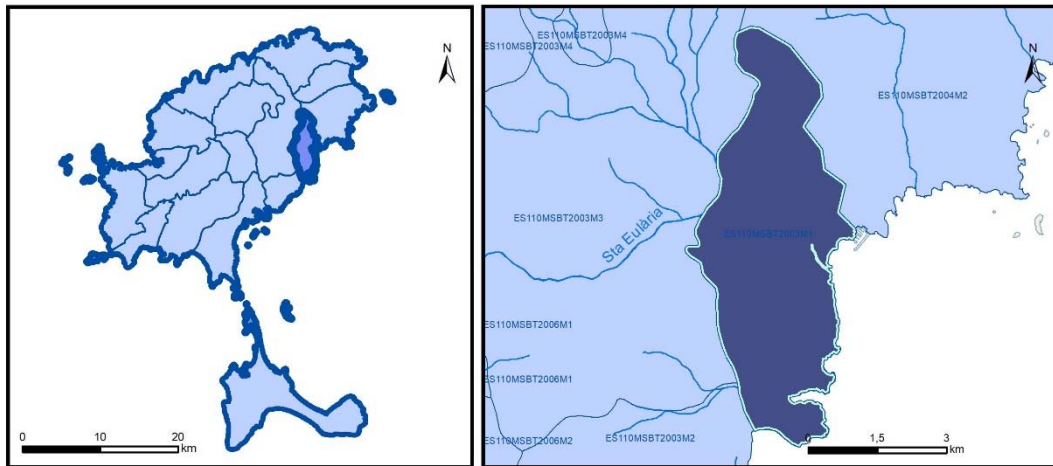 N
0 10 20
km
N
ES110MSBT2003M4
ES110MSBT2003M4
ES110MSBT2004M2
ES110MSBT2003M3
Sta Eulària
ES110MSBT2003M1
ES110MSBT2006M1
ES110MSBT2006M1
ES110MSBT2006M2
ES110MSBT2003M2
0 1,5 3
km